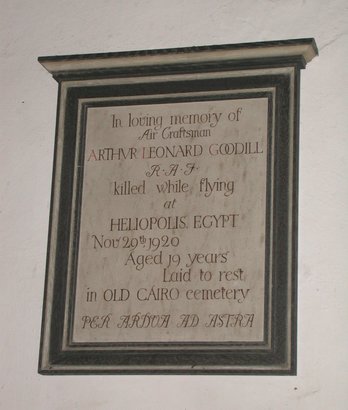 In loving memory of
Air Craftsman
ARTHVR LEONARD GOODILL
R·A·F·
killed while flying
at
HELIOPOLIS, EGYPT
Nov 29th 1920
Aged 19 years
Laid to rest
in OLD CAIRO cemetery
PER ARDVA AD ASTRA